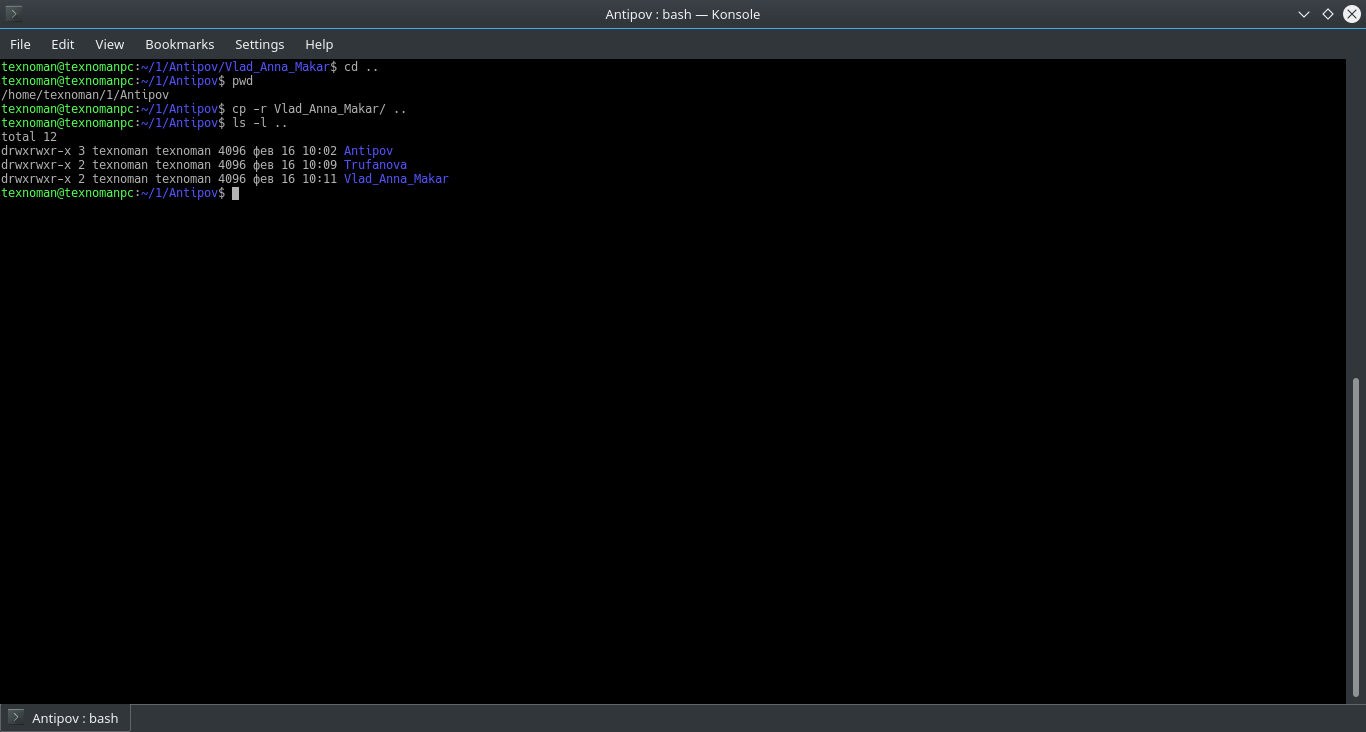 Antipov : bash — Konsole
File Edit View Bookmarks Settings Help
texnoman@texnomanpc:~/1/Antipov/Vlad_Anna_Makar$ cd ..
texnoman@texnomanpc:~/1/Antipov$ pwd
/home/texnoman/1/Antipov
texnoman@texnomanpc:~/1/Antipov$ cp -r Vlad_Anna_Makar/ ..
texnoman@texnomanpc:~/1/Antipov$ ls -l ..
total 12
drwxrwxr-x 3 texnoman texnoman 4096 фев 16 10:02 Antipov
drwxrwxr-x 2 texnoman texnoman 4096 фев 16 10:09 Trufanova
drwxrwxr-x 2 texnoman texnoman 4096 фев 16 10:11 Vlad_Anna_Makar
texnoman@texnomanpc:~/1/Antipov$
Antipov : bash